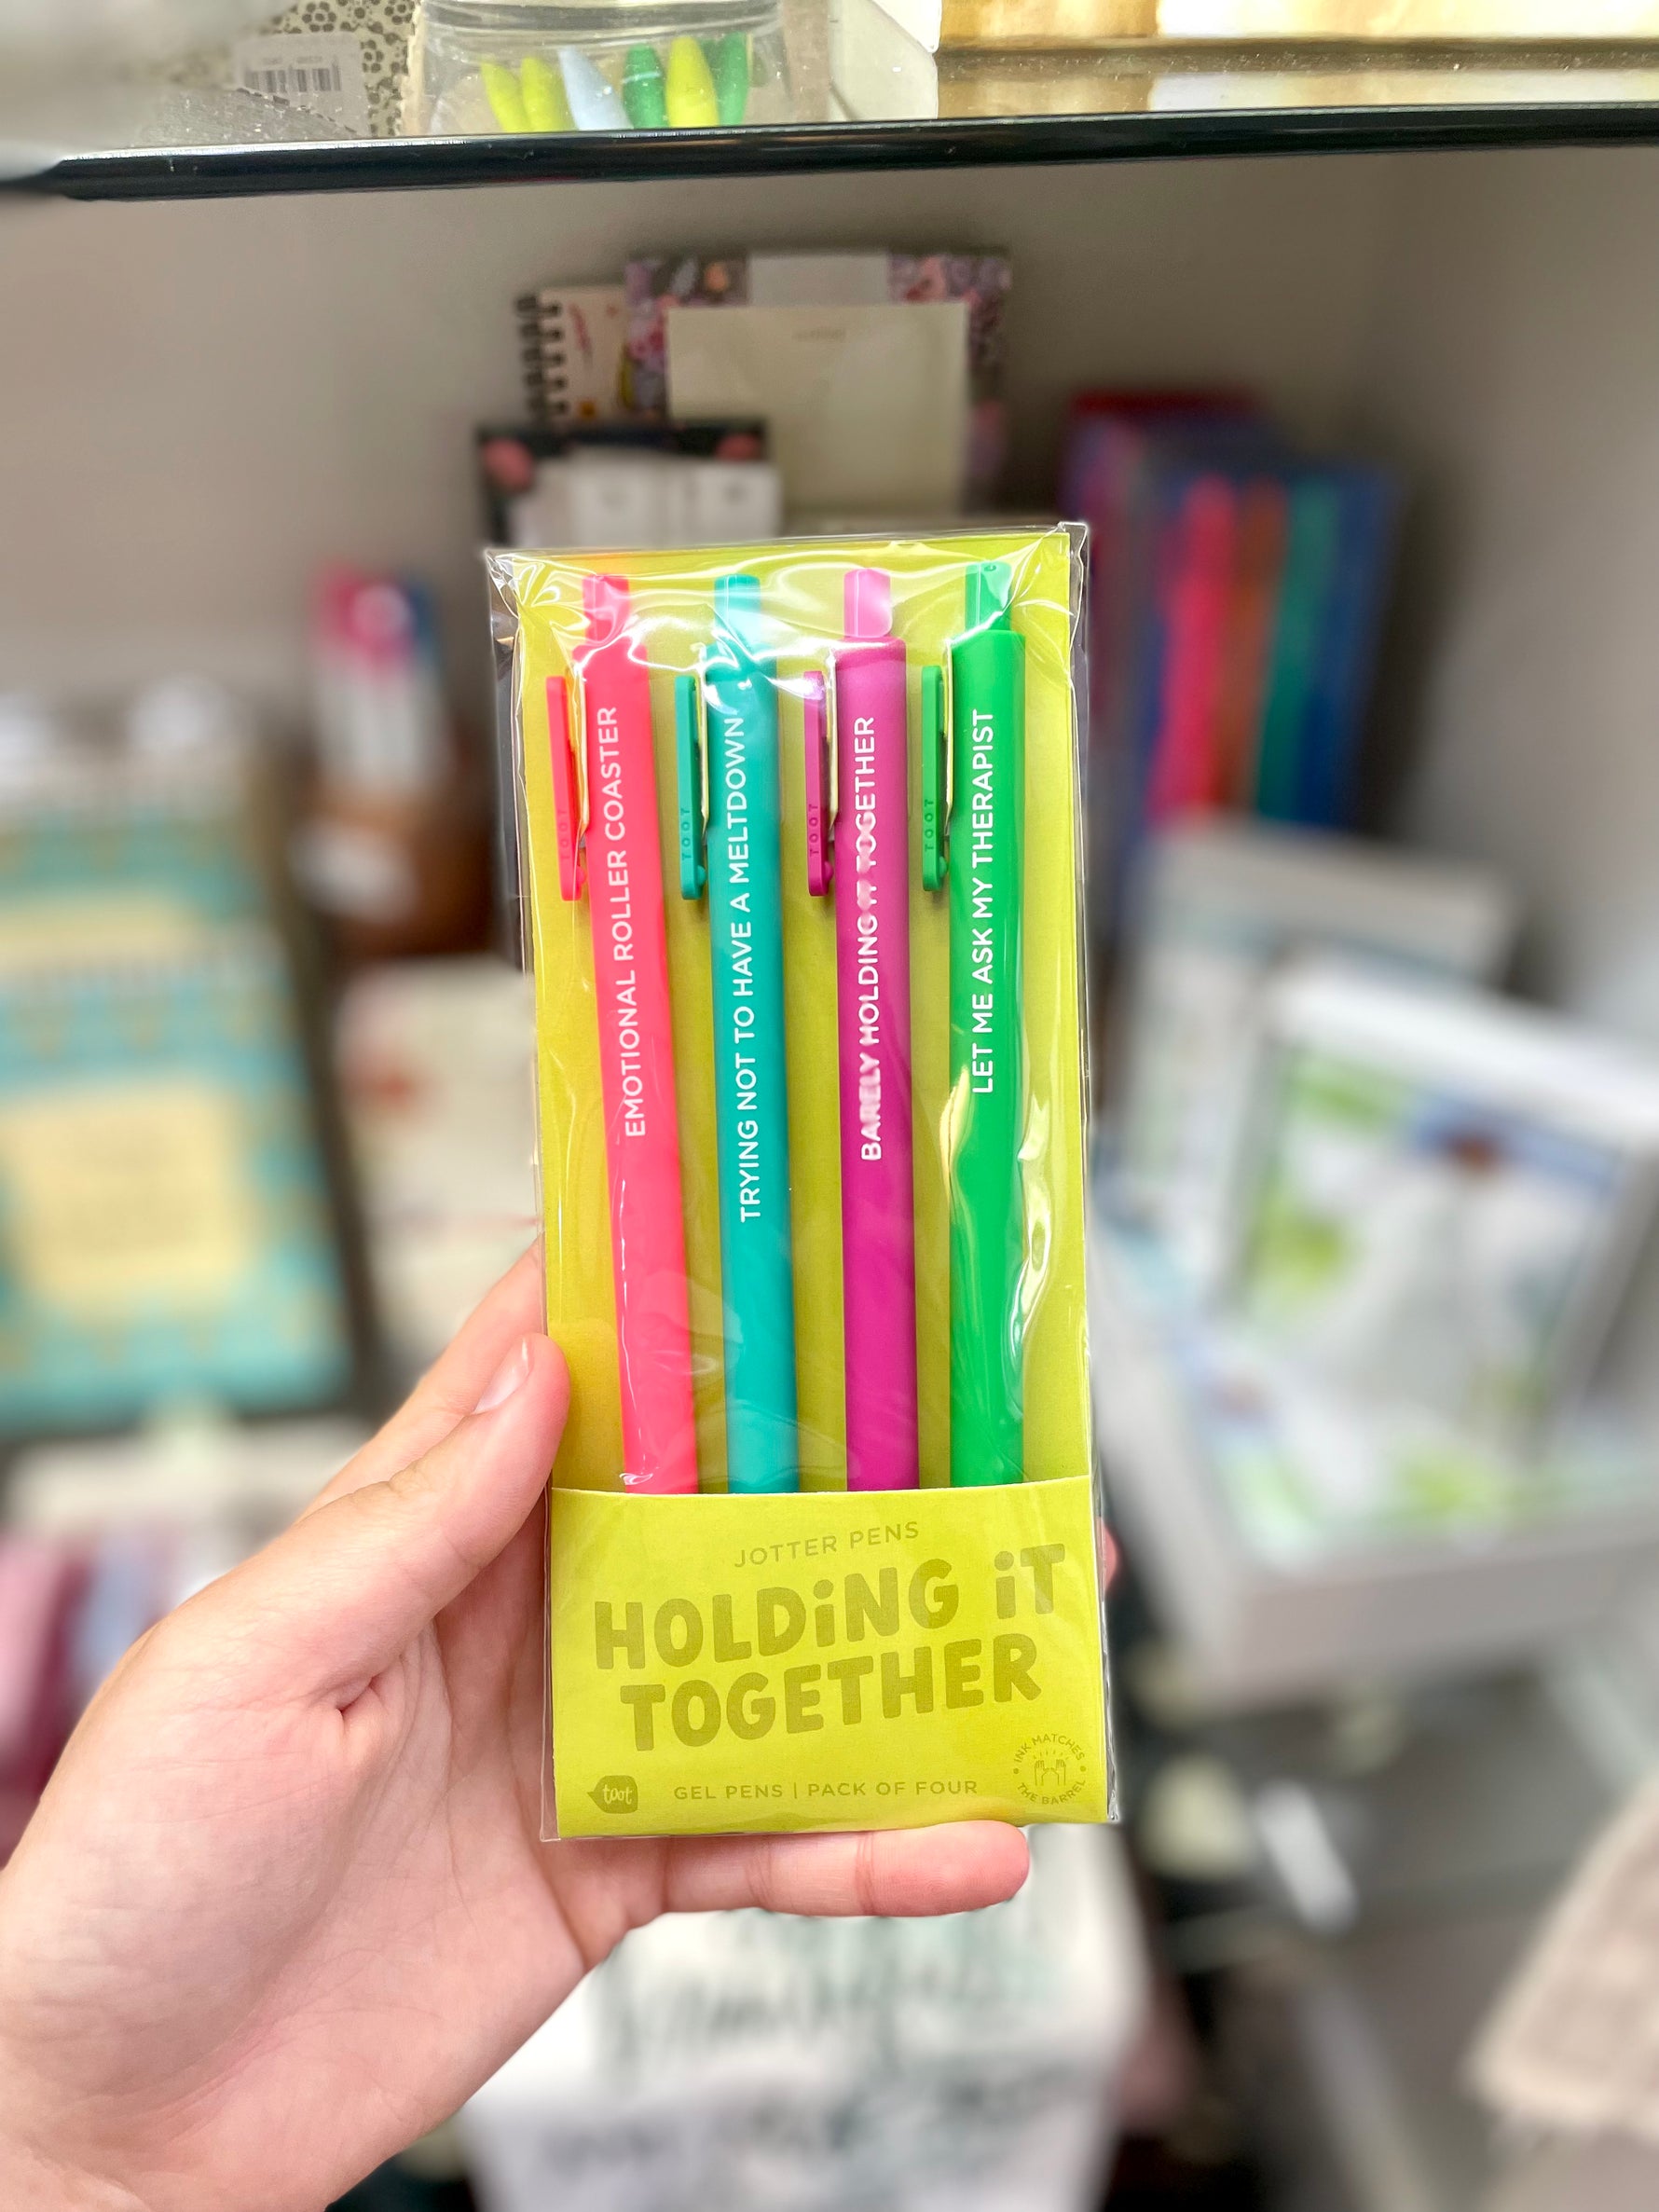 EMOTIONAL ROLLER COASTER
TRYING NOT TO HAVE A MELTDOWN
BARELY HOLDING IT TOGETHER
LET ME ASK MY THERAPIST
TOOT
TOOT
TOOT
TOOT
JOTTER PENS
HOLDiNG iT
TOGETHER
toot
GEL PENS | PACK OF FOUR
INK MATCHES
THE BARREL